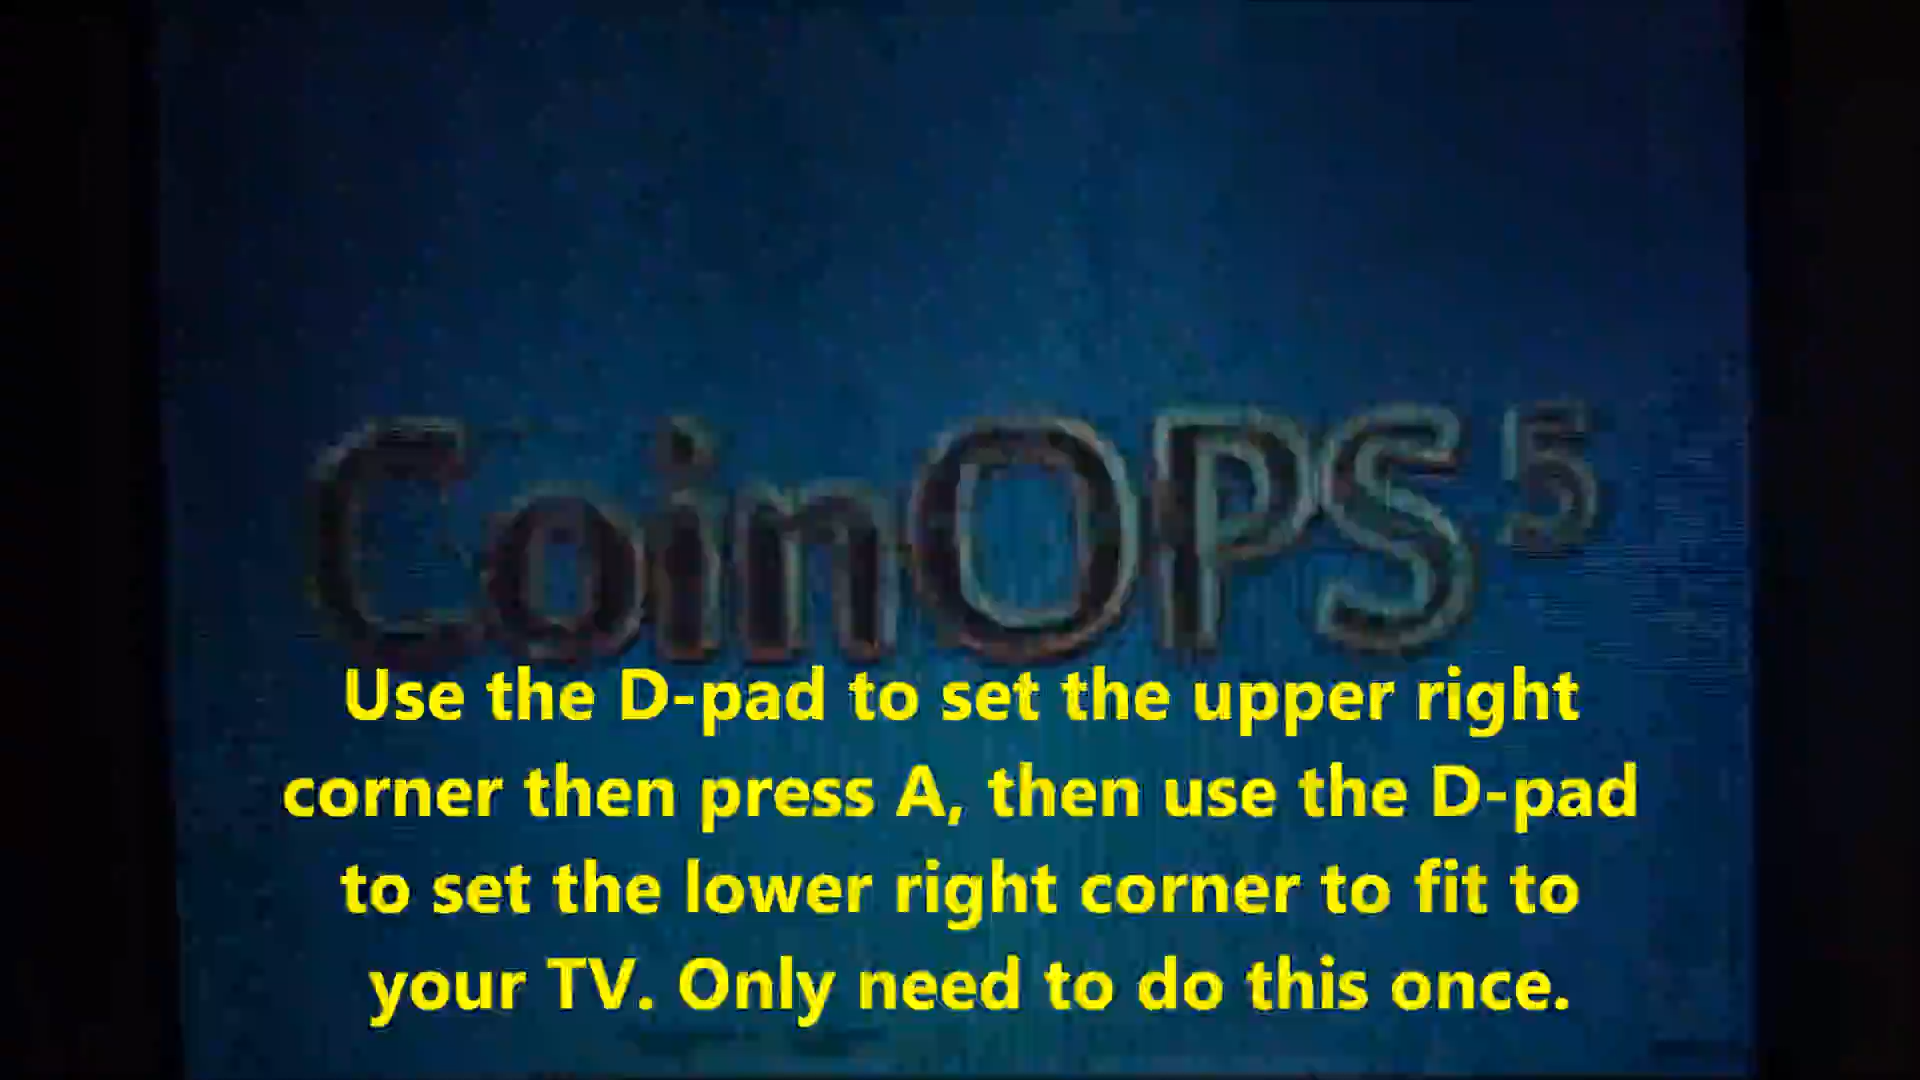 CoinOPS 5
Use the D-pad to set the upper right
corner then press A, then use the D-pad
to set the lower right corner to fit to
your TV. Only need to do this once.